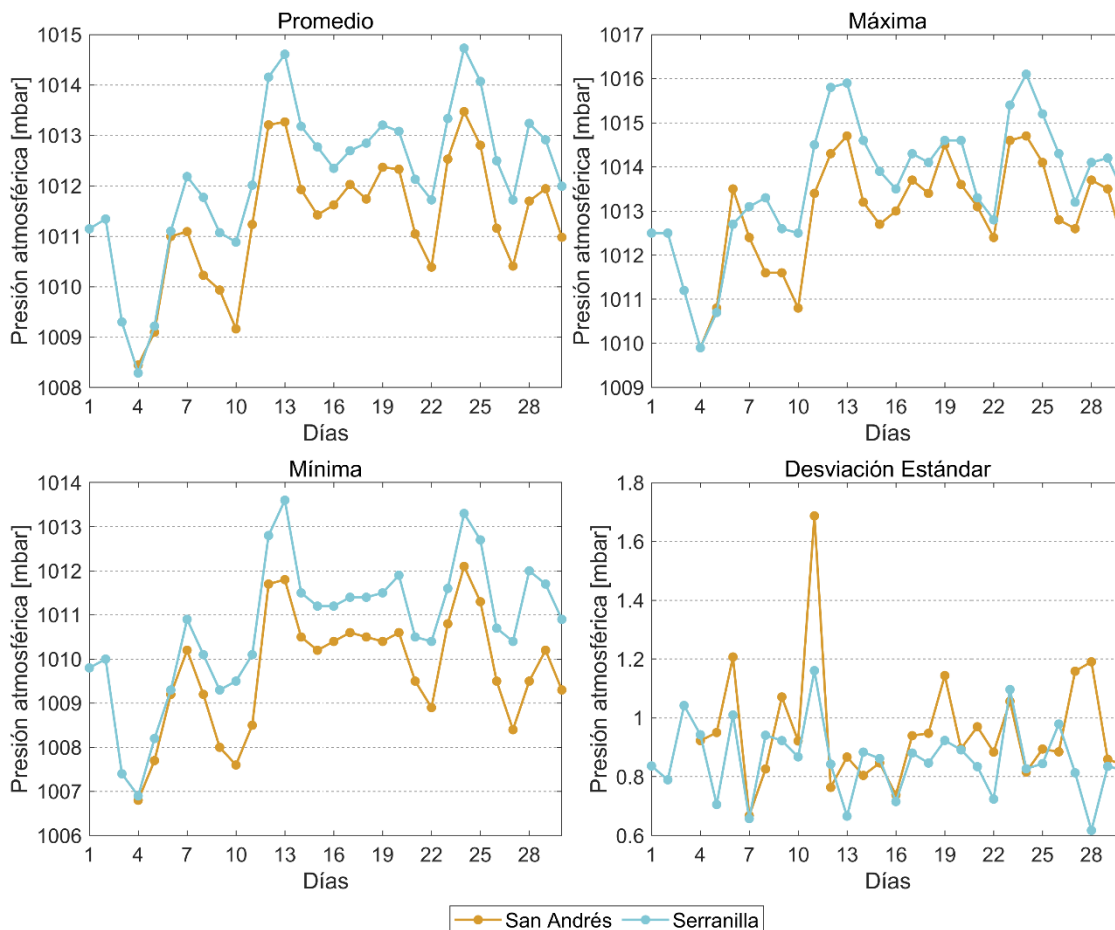 Promedio
Presión atmosférica [mbar]
1015
1014
1013
1012
1011
1010
1009
1008
1 4 7 10 13 16 19 22 25 28
Días
Máxima
Presión atmosférica [mbar]
1017
1016
1015
1014
1013
1012
1011
1010
1009
1 4 7 10 13 16 19 22 25 28
Días
Mínima
Presión atmosférica [mbar]
1014
1013
1012
1011
1010
1009
1008
1007
1006
1 4 7 10 13 16 19 22 25 28
Días
Desviación Estándar
Presión atmosférica [mbar]
1.8
1.6
1.4
1.2
1
0.8
0.6
1 4 7 10 13 16 19 22 25 28
Días
San Andrés Serranilla